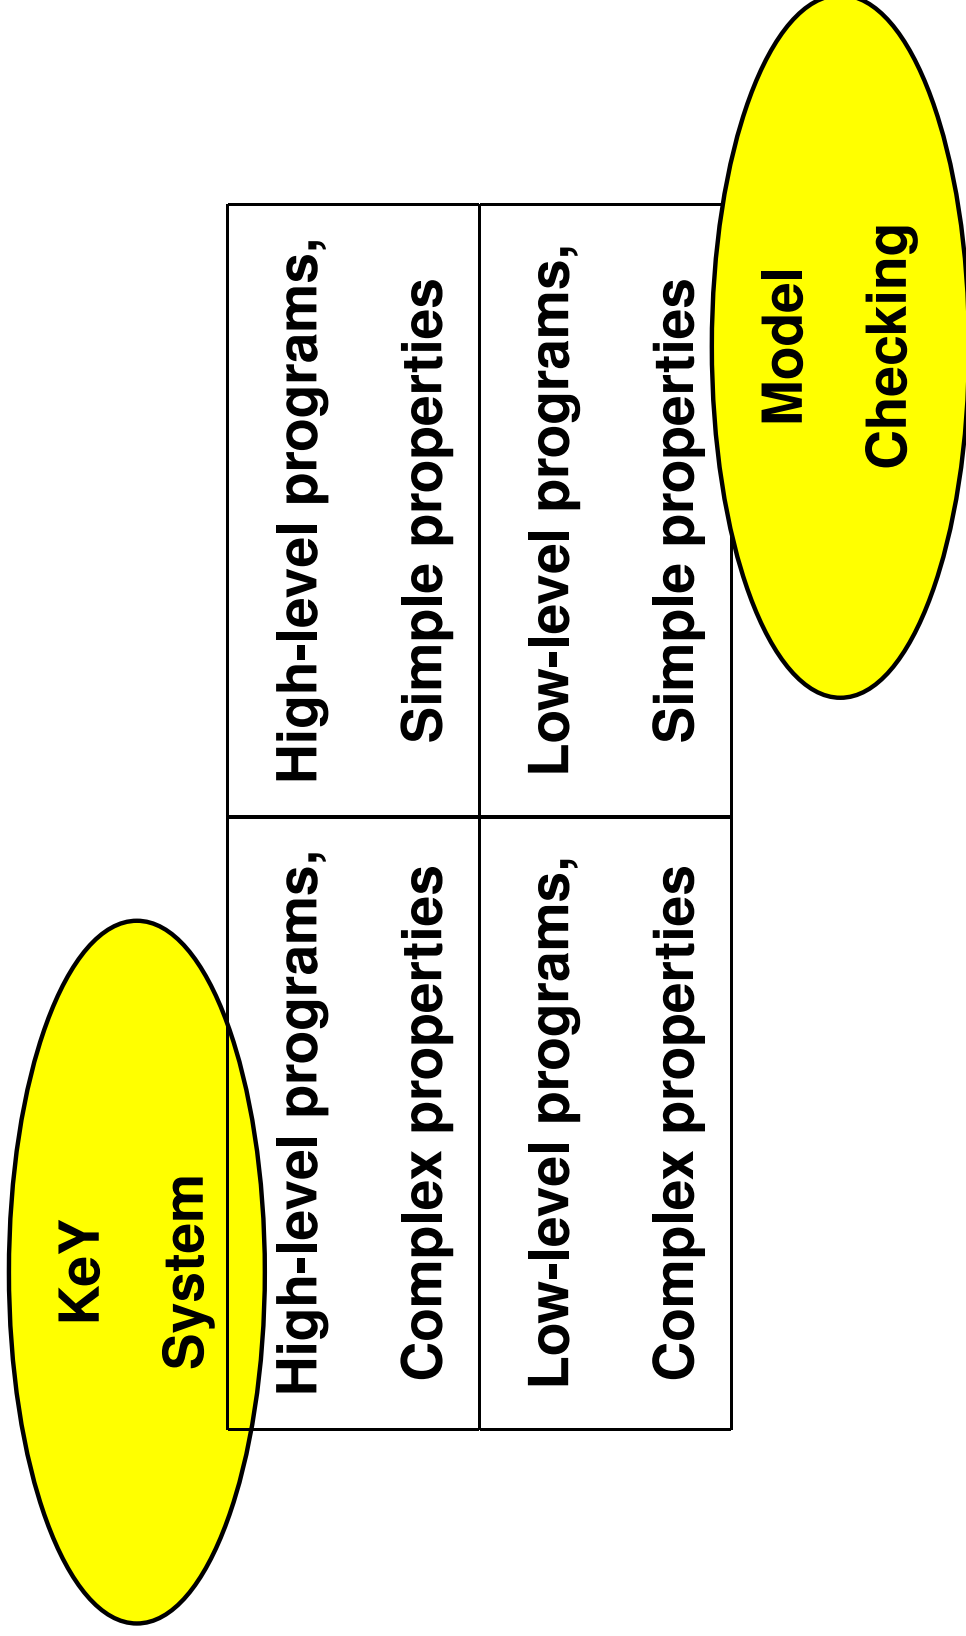 KeY
System
High-level programs,
Complex properties
High-level programs,
Simple properties
Low-level programs,
Complex properties
Low-level programs,
Simple properties
Model
Checking